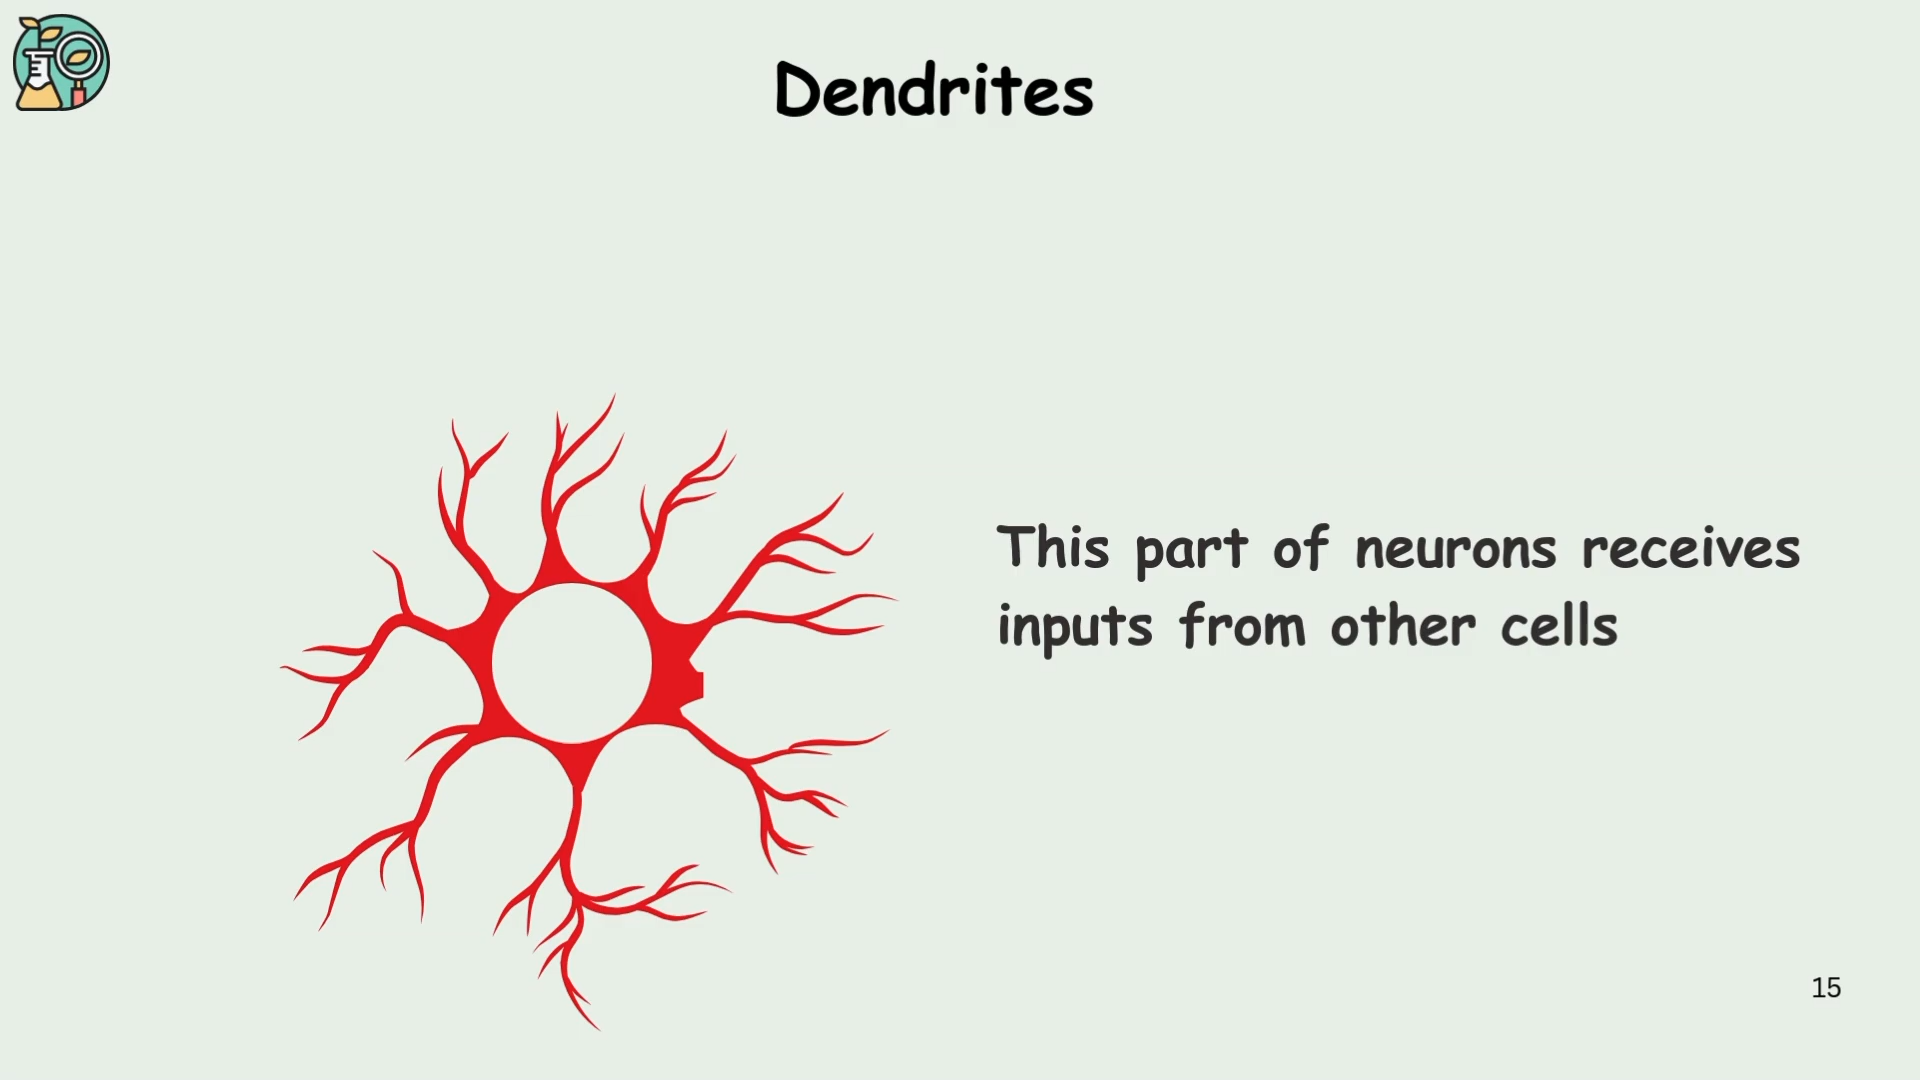 Dendrites
This part of neurons receives
inputs from other cells
15